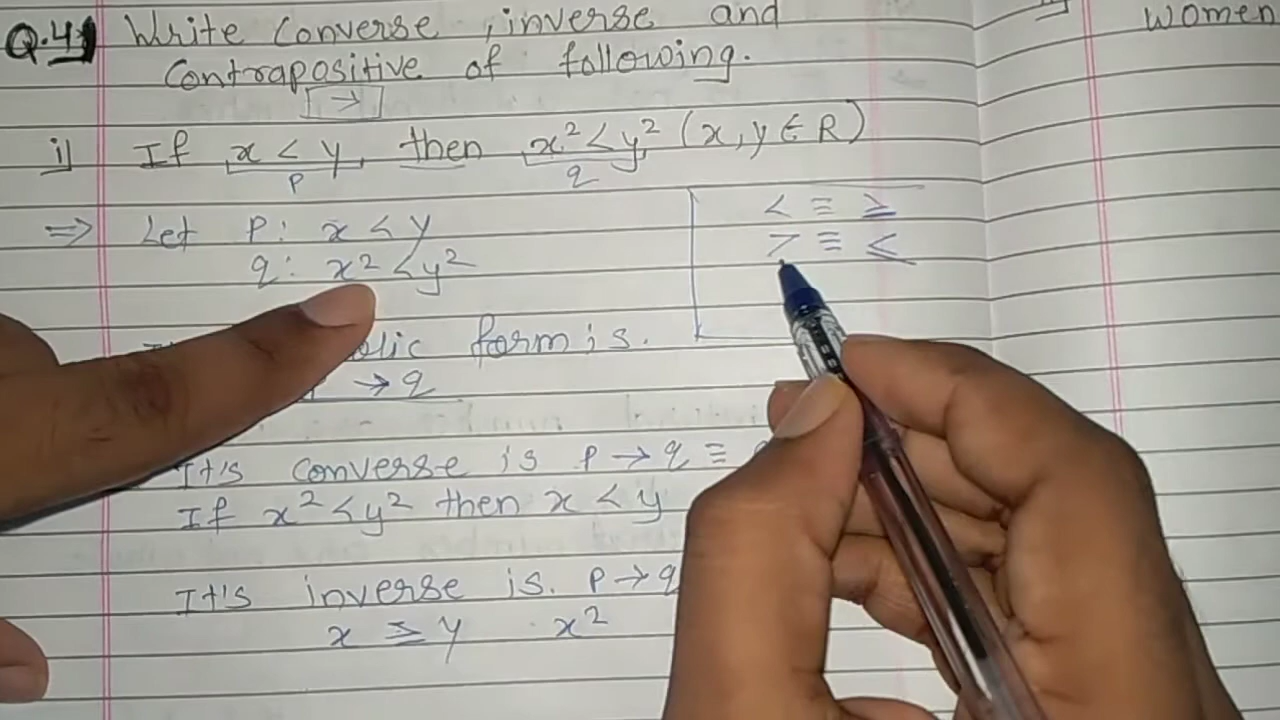 Q.4) Write Converse , inverse and
Contrapositive of following.
→
i) If x < y, then x² < y², (x, y ∈ R)
p q
⇒ Let p: x < y
q: x² < y²
< ≡ ≥
> ≡ ≤
form is.
→ q
It's converse is p → q ≡
If x² < y² then x < y
It's inverse is. p → q
x ≥ y x²
women